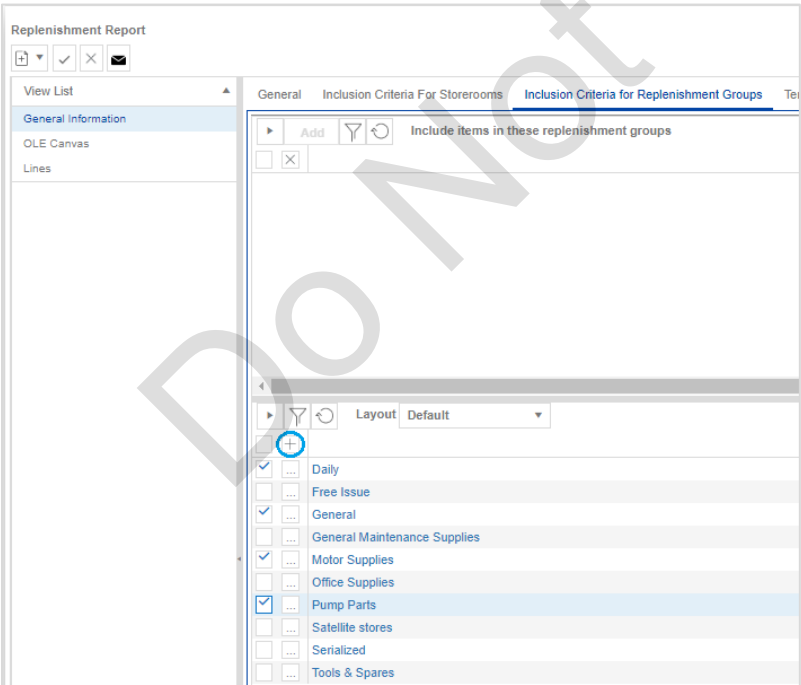 Replenishment Report
View List
General Information
OLE Canvas
Lines
General Inclusion Criteria For Storerooms Inclusion Criteria for Replenishment Groups Te
Add Include items in these replenishment groups
Layout Default
... Daily
... Free Issue
... General
... General Maintenance Supplies
... Motor Supplies
... Office Supplies
... Pump Parts
... Satellite stores
... Serialized
... Tools & Spares
Do Not